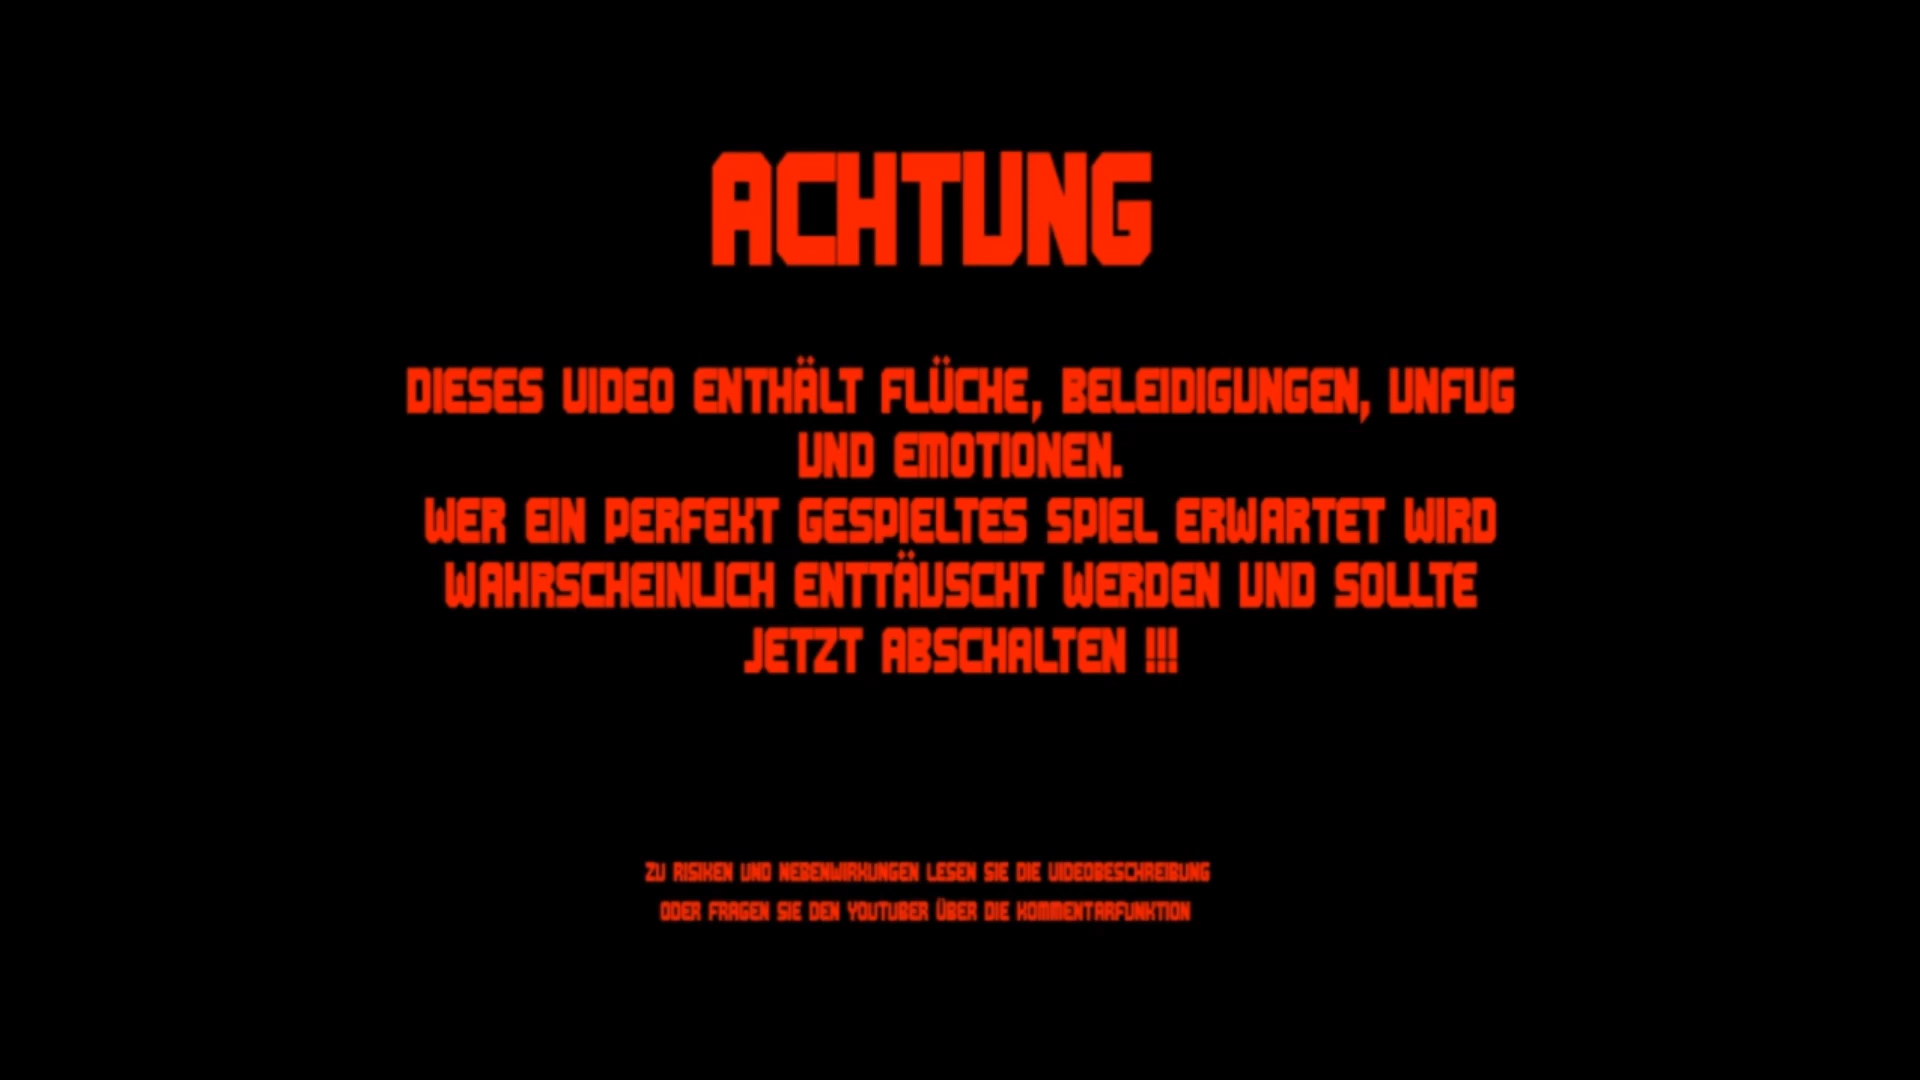 ACHTUNG
DIESES VIDEO ENTHÄLT FLÜCHE, BELEIDIGUNGEN, UNFUG
UND EMOTIONEN.
WER EIN PERFEKT GESPIELTES SPIEL ERWARTET WIRD
WAHRSCHEINLICH ENTTÄUSCHT WERDEN UND SOLLTE
JETZT ABSCHALTEN !!!
ZU RISIKEN UND NEBENWIRKUNGEN LESEN SIE DIE VIDEOBESCHREIBUNG
ODER FRAGEN SIE DEN YOUTUBER ÜBER DIE KOMMENTARFUNKTION